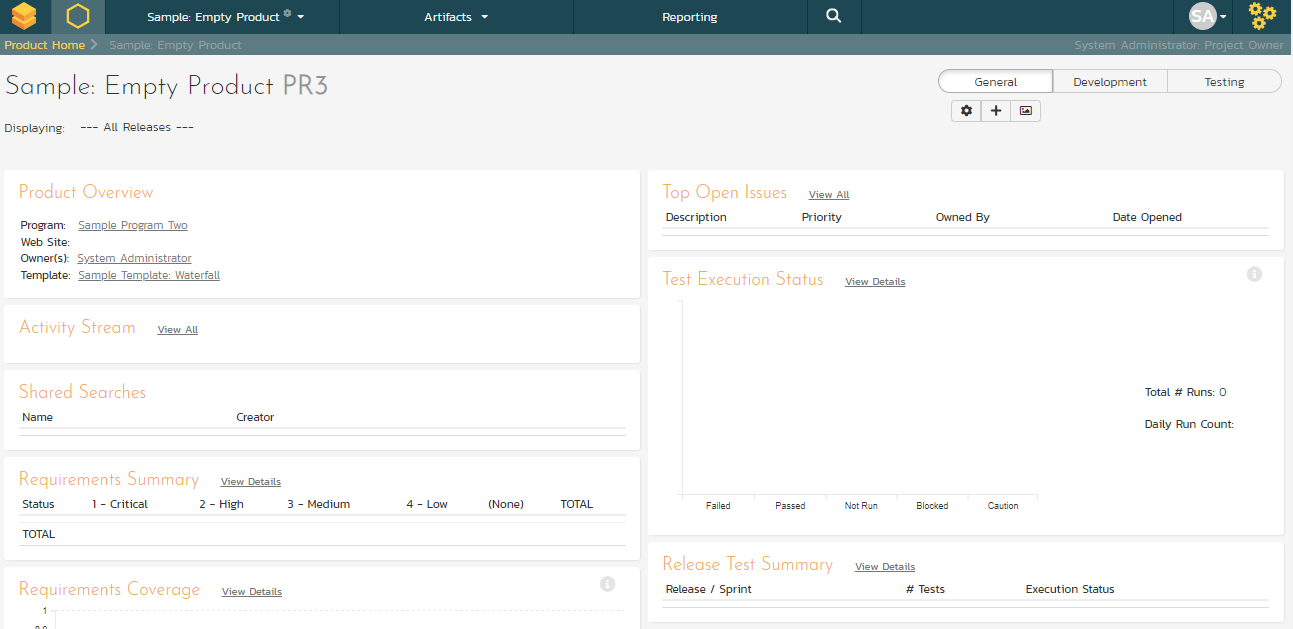 Sample: Empty Product
Artifacts
Reporting
SA
Product Home
Sample: Empty Product
System Administrator: Project Owner
Sample: Empty Product PR3
General
Development
Testing
Displaying: --- All Releases ---
Product Overview
Program: Sample Program Two
Web Site:
Owner(s): System Administrator
Template: Sample Template: Waterfall
Activity Stream View All
Shared Searches
Name Creator
Requirements Summary View Details
Status 1 - Critical 2 - High 3 - Medium 4 - Low (None) TOTAL
TOTAL
Requirements Coverage View Details
1
Top Open Issues View All
Description Priority Owned By Date Opened
Test Execution Status View Details
Total # Runs: 0
Daily Run Count:
Failed Passed Not Run Blocked Caution
Release Test Summary View Details
Release / Sprint # Tests Execution Status